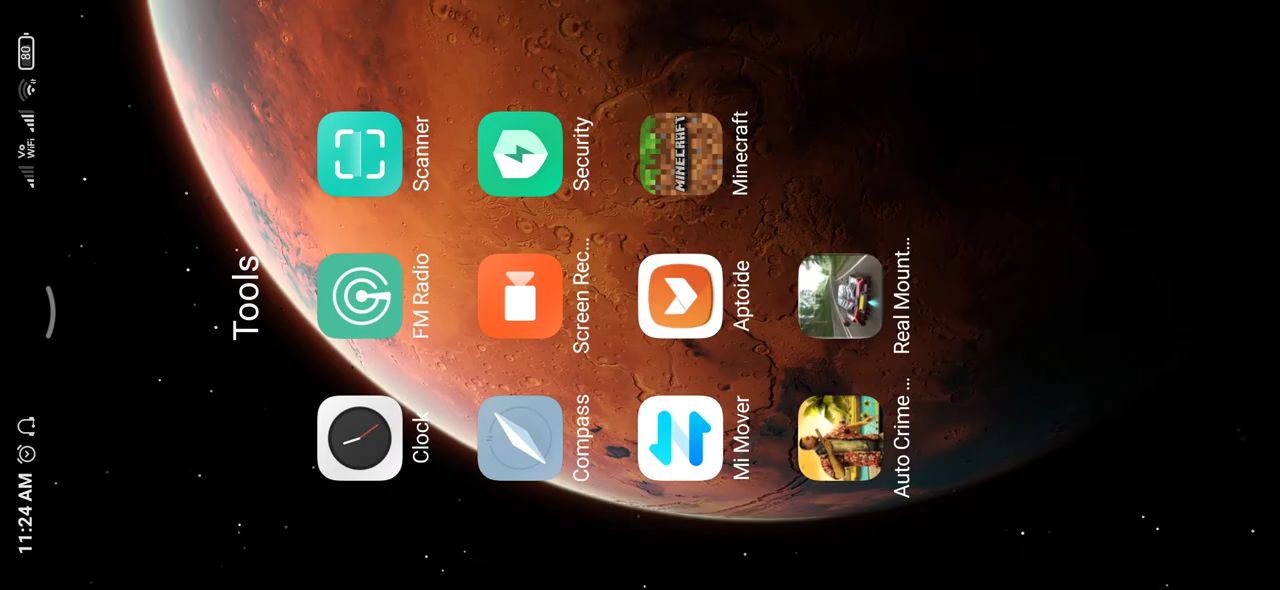 11:24 AM
Vo
WiFi
80
Tools
Clock
FM Radio
Scanner
Compass
Screen Rec...
Security
Mi Mover
Aptoide
MINECRAFT
Minecraft
Auto Crime ...
Real Mount...